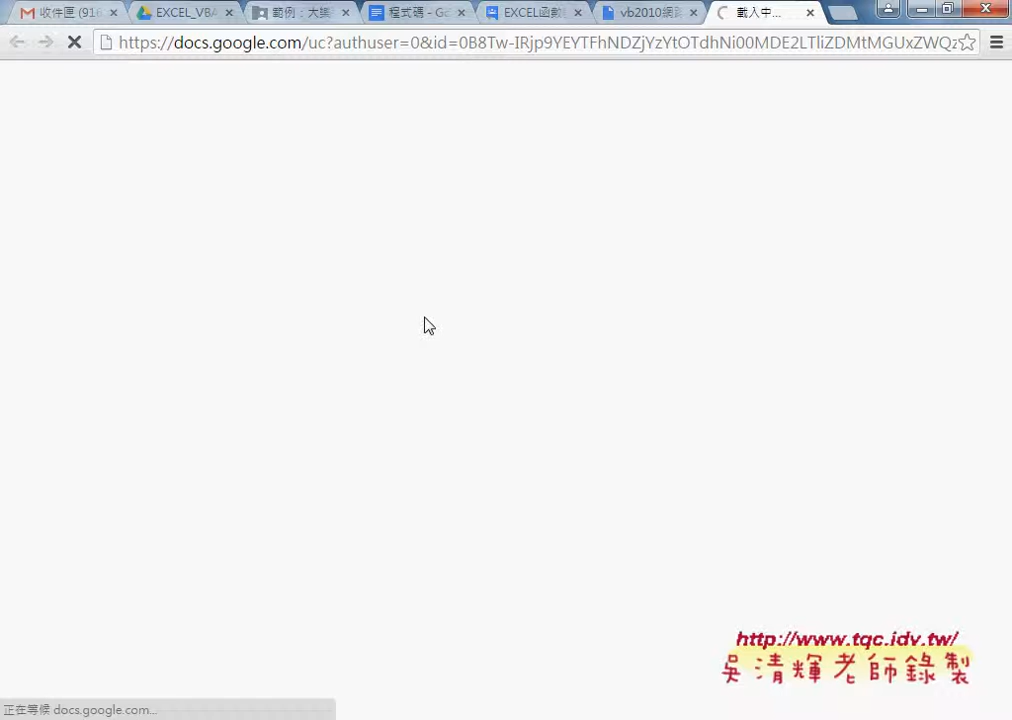 收件匣 (916
EXCEL_VBA
範例：大樂
程式碼 - Go
EXCEL函數
vb2010網路
載入中...
https://docs.google.com/uc?authuser=0&id=0B8Tw-IRjp9YEYTFhNDZjYzYtOTdhNi00MDE2LTliZDMtMGUxZWQz
http://www.tqc.idv.tw/
吳清輝老師錄製
正在等候 docs.google.com...